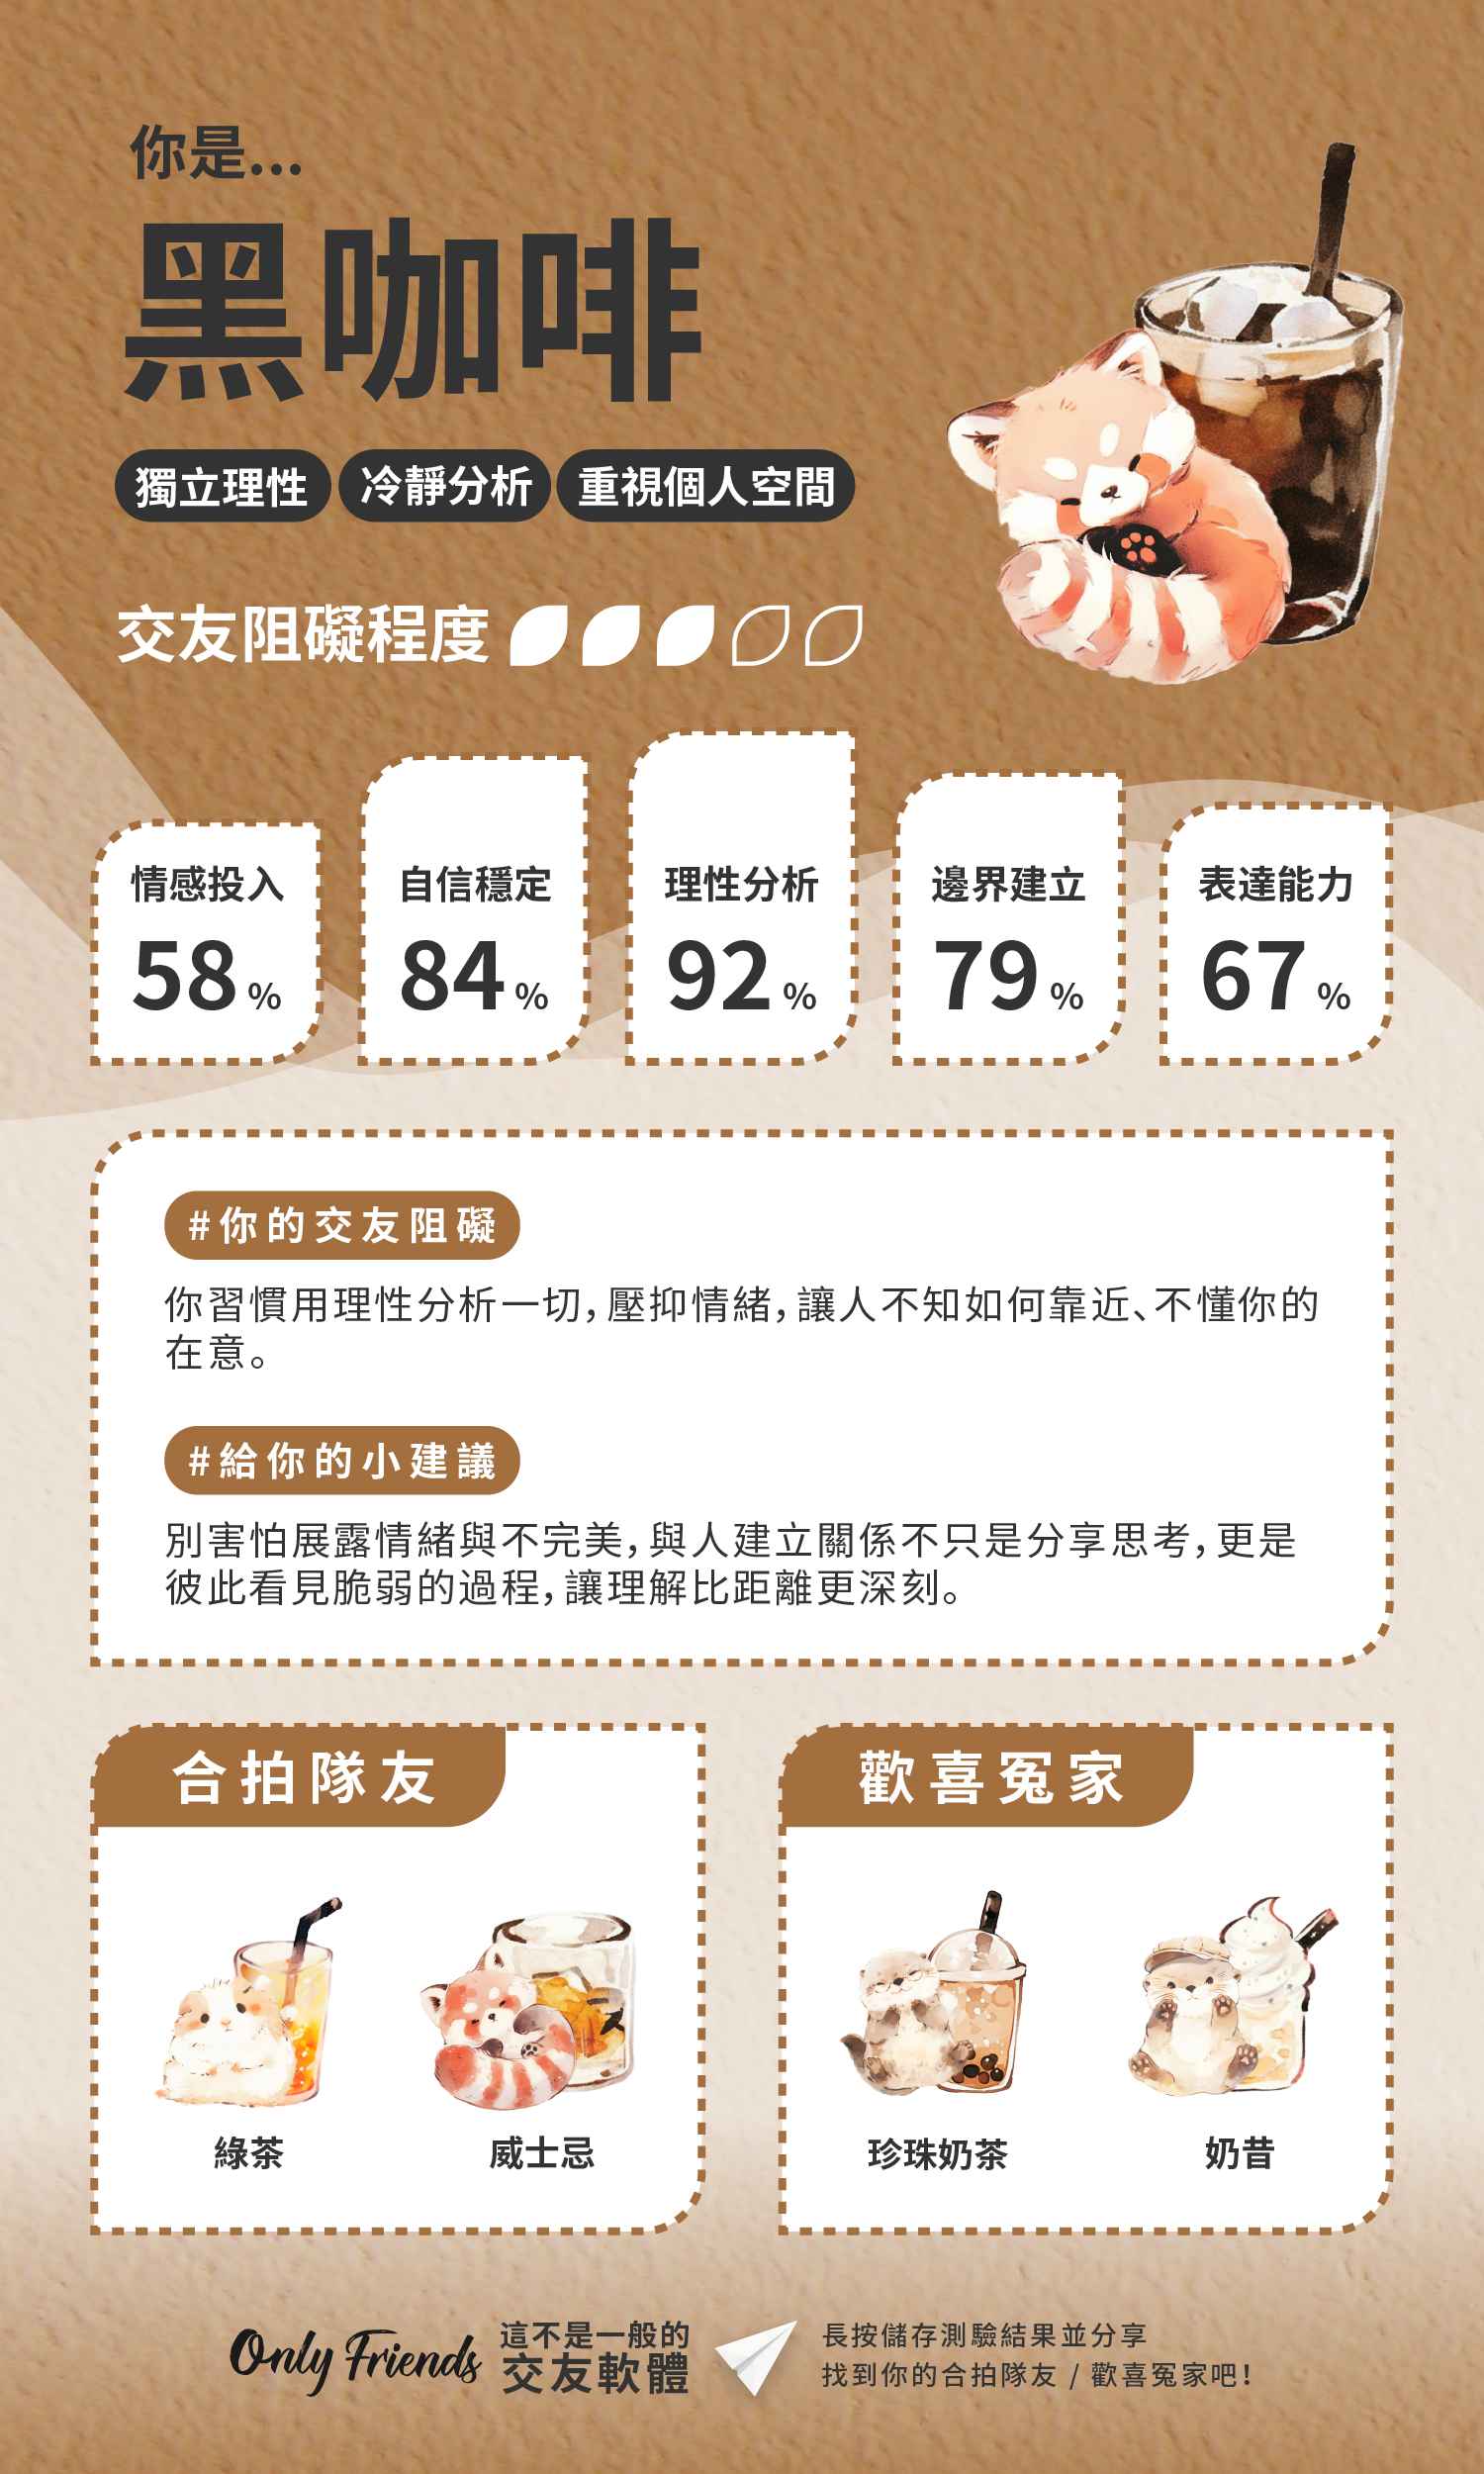 你是...
黑咖啡
獨立理性 冷靜分析 重視個人空間
交友阻礙程度
情感投入 自信穩定 理性分析 邊界建立 表達能力
58% 84% 92% 79% 67%
#你的交友阻礙
你習慣用理性分析一切，壓抑情緒，讓人不知如何靠近、不懂你的
在意。
#給你的小建議
別害怕展露情緒與不完美，與人建立關係不只是分享思考，更是
彼此看見脆弱的過程，讓理解比距離更深刻。
合拍隊友
綠茶 威士忌
歡喜冤家
珍珠奶茶 奶昔
Only Friends
這不是一般的
交友軟體
長按儲存測驗結果並分享
找到你的合拍隊友 / 歡喜冤家吧！